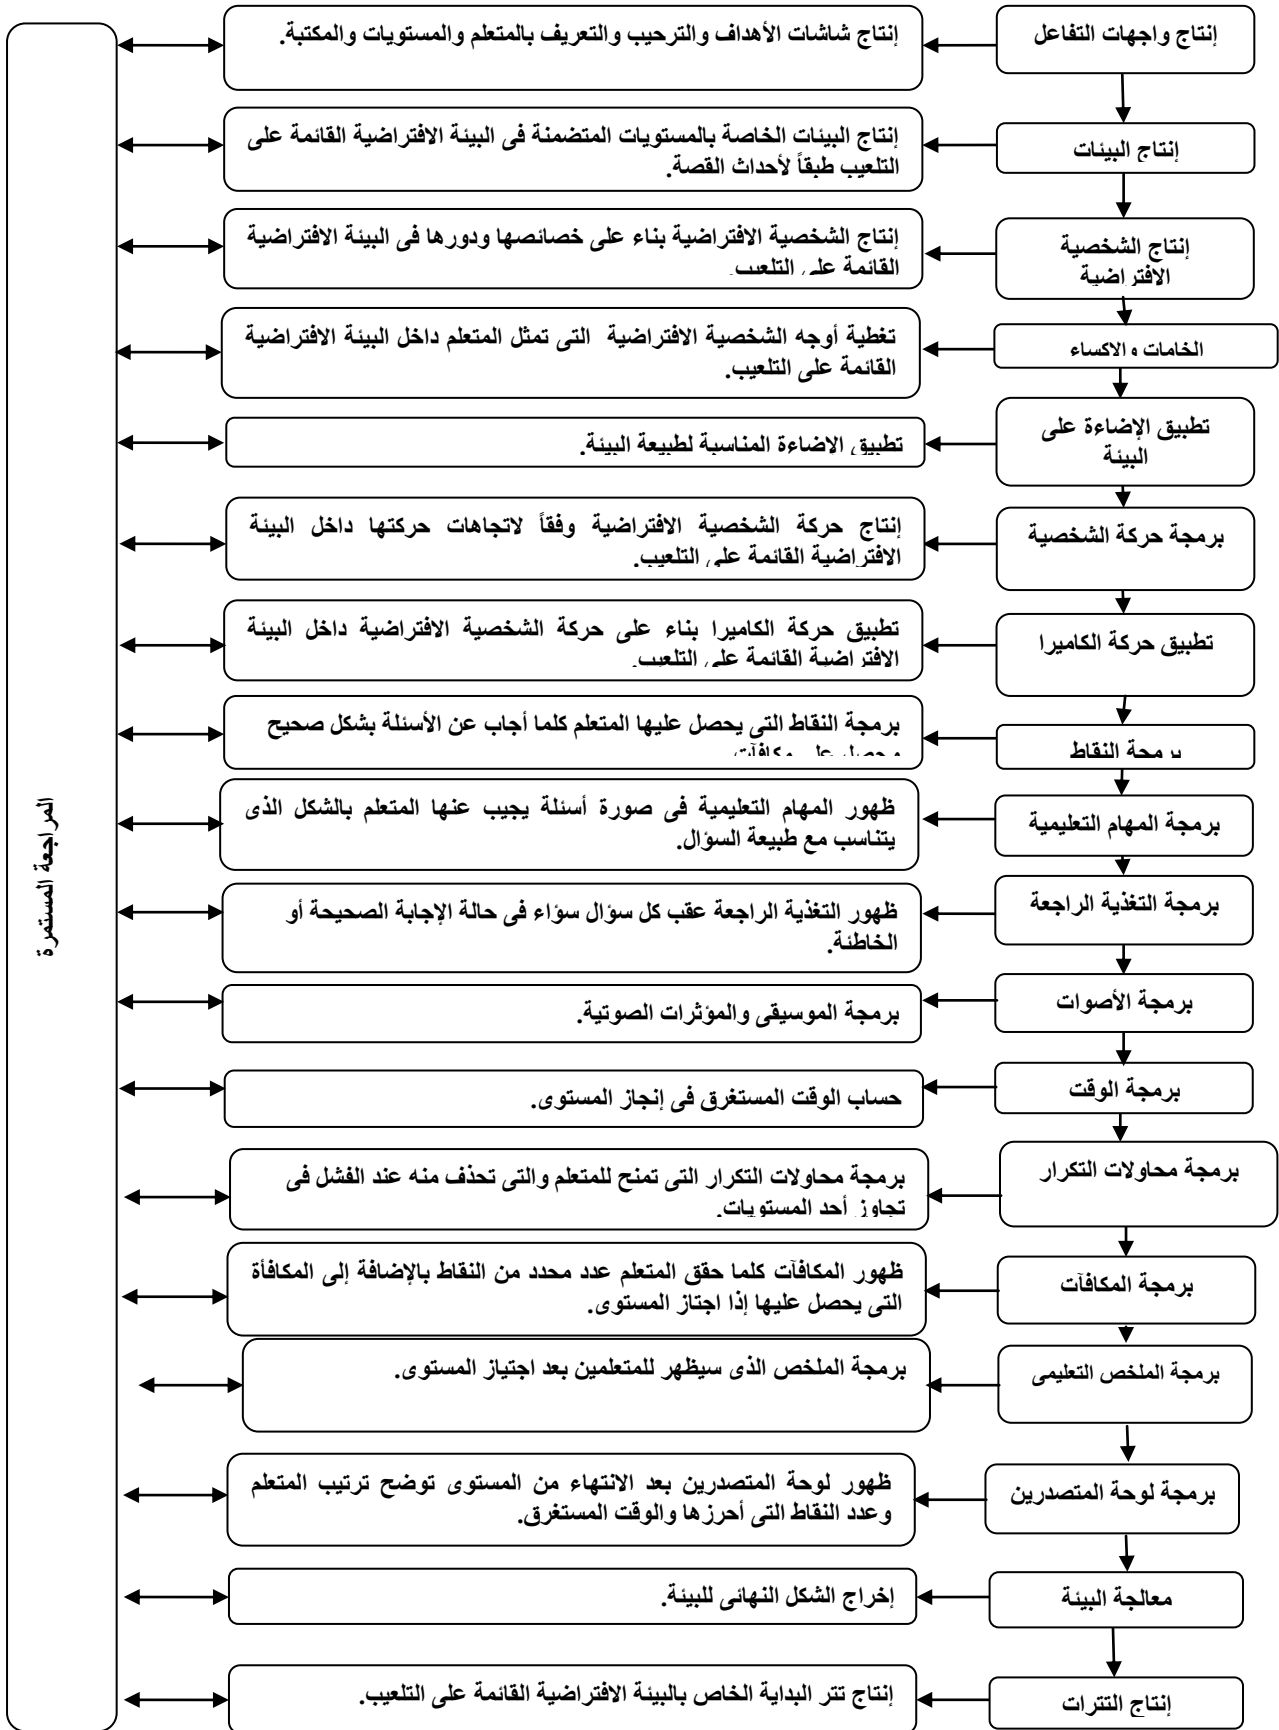 إنتاج واجهات التفاعل
إنتاج شاشات الأهداف والترحيب والتعريف بالمتعلم والمستويات والمكتبة.
إنتاج البيئات
إنتاج البيئات الخاصة بالمستويات المتضمنة فى البيئة الافتراضية القائمة على
التلعيب طبقاً لأحداث القصة.
إنتاج الشخصية
الافتراضية
إنتاج الشخصية الافتراضية بناء على خصائصها ودورها فى البيئة الافتراضية
القائمة على التلعيب.
الخامات والاكساء
تغطية أوجه الشخصية الافتراضية التى تمثل المتعلم داخل البيئة الافتراضية
القائمة على التلعيب.
تطبيق الإضاءة على
البيئة
تطبيق الاضاءة المناسبة لطبيعة البيئة.
برمجة حركة الشخصية
إنتاج حركة الشخصية الافتراضية وفقاً لاتجاهات حركتها داخل البيئة
الافتراضية القائمة على التلعيب.
تطبيق حركة الكاميرا
تطبيق حركة الكاميرا بناء على حركة الشخصية الافتراضية داخل البيئة
الافتراضية القائمة على التلعيب.
برمجة النقاط
برمجة النقاط التى يحصل عليها المتعلم كلما أجاب عن الأسئلة بشكل صحيح
ويحصل على مكافآت
برمجة المهام التعليمية
ظهور المهام التعليمية فى صورة أسئلة يجيب عنها المتعلم بالشكل الذى
يتناسب مع طبيعة السؤال.
برمجة التغذية الراجعة
ظهور التغذية الراجعة عقب كل سؤال سؤاء فى حالة الإجابة الصحيحة أو
الخاطئة.
برمجة الأصوات
برمجة الموسيقى والمؤثرات الصوتية.
برمجة الوقت
حساب الوقت المستغرق فى إنجاز المستوى.
برمجة محاولات التكرار
برمجة محاولات التكرار التى تمنح للمتعلم والتى تحذف منه عند الفشل فى
تجاوز أحد المستويات.
برمجة المكافآت
ظهور المكافآت كلما حقق المتعلم عدد محدد من النقاط بالإضافة إلى المكافأة
التى يحصل عليها إذا اجتاز المستوى.
برمجة الملخص التعليمى
برمجة الملخص الذى سيظهر للمتعلمين بعد اجتياز المستوى.
برمجة لوحة المتصدرين
ظهور لوحة المتصدرين بعد الانتهاء من المستوى توضح ترتيب المتعلم
وعدد النقاط التى أحرزها والوقت المستغرق.
معالجة البيئة
إخراج الشكل النهائى للبيئة.
إنتاج التترات
إنتاج تتر البداية الخاص بالبيئة الافتراضية القائمة على التلعيب.
المراجعة المستمرة